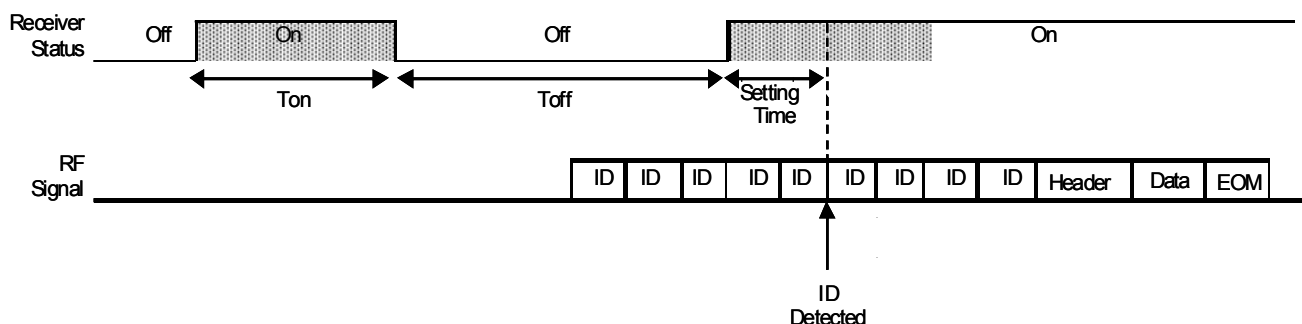 Receiver
Status
Off
On
Off
On
Ton
Toff
Setting
Time
RF
Signal
ID ID ID ID ID ID ID ID ID Header Data EOM
ID
Detected